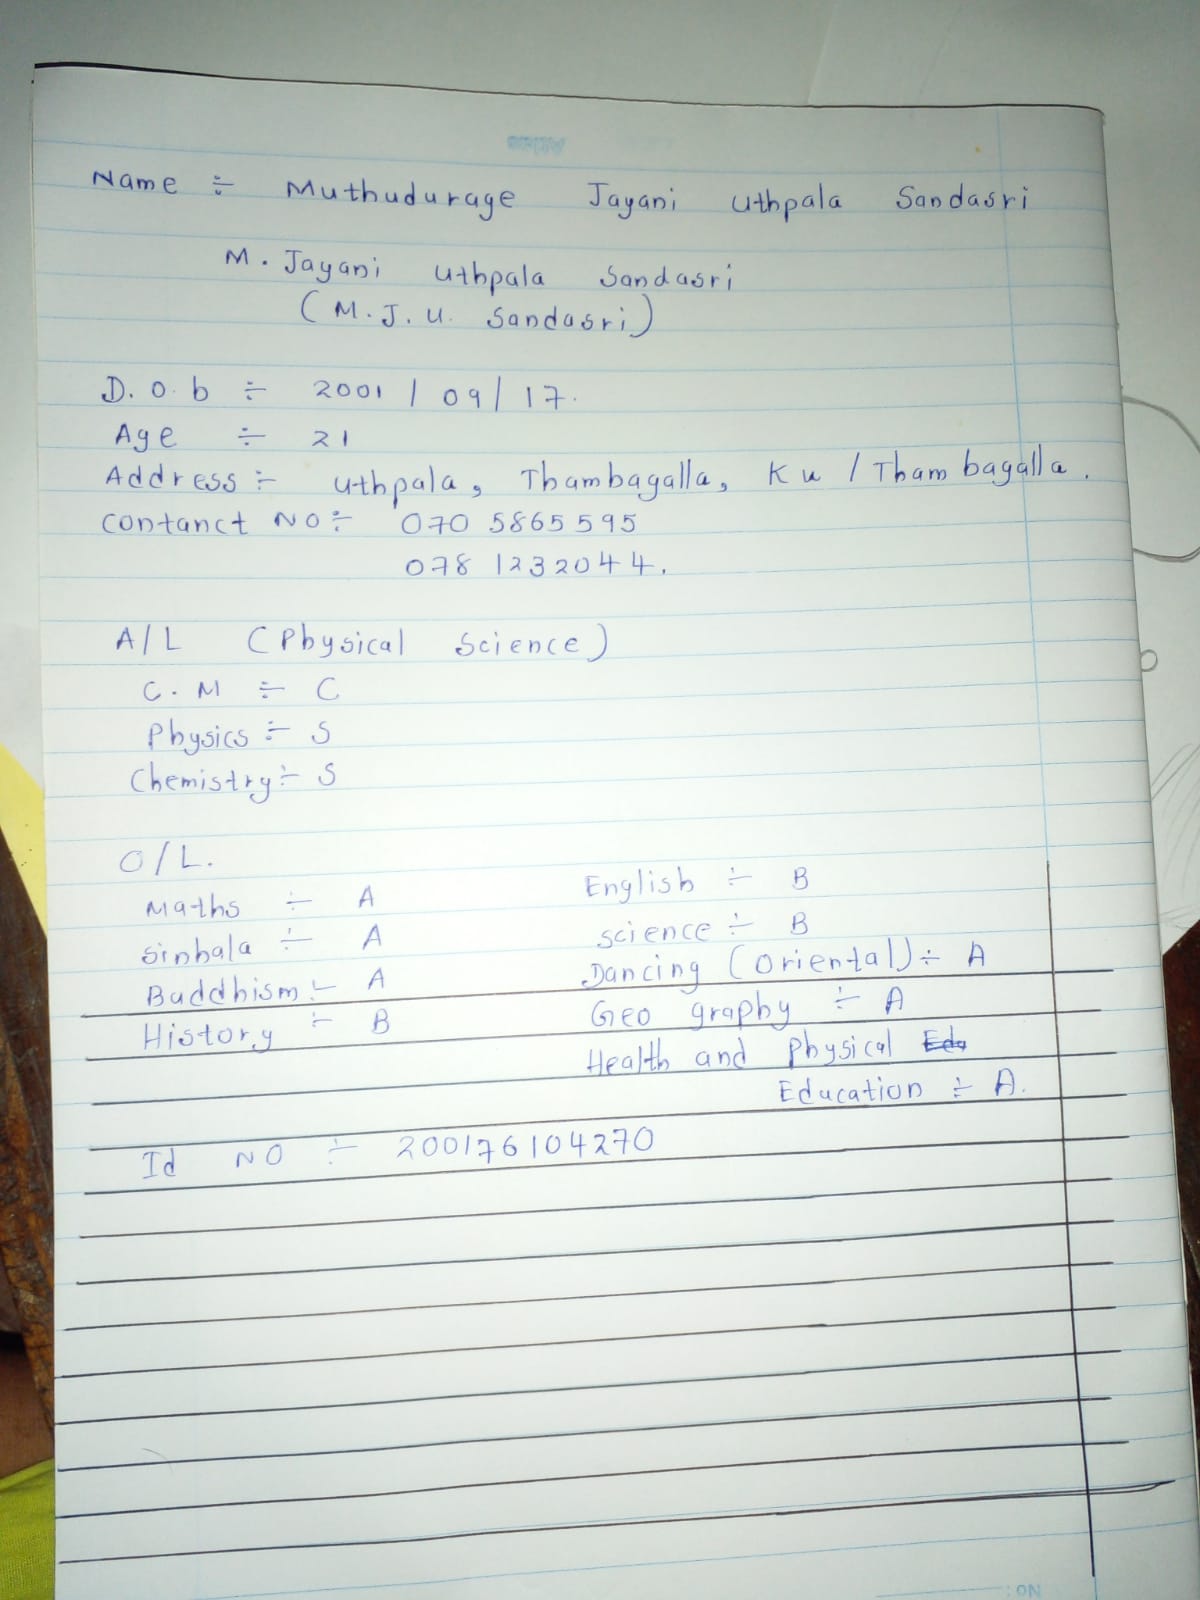 Name ÷ Muthudurage Jayani Uthpala Sandasri
M. Jayani Uthpala Sandasri
(M.J.U. Sandasri)
D.O.b ÷ 2001/09/17.
Age ÷ 21
Address ÷ Uthpala, Thambagalla, Ku/Thambagalla.
Contanct NO ÷ 070 5865595
078 1232044.
A/L (Physical Science)
C.M ÷ C
Physics ÷ S
Chemistry ÷ S
O/L.
Maths ÷ A
Sinhala ÷ A
Buddhism ÷ A
History ÷ B
English ÷ B
Science ÷ B
Dancing (Oriental) ÷ A
Geo graphy ÷ A
Health and Physical Edu
Education ÷ A.
Id NO ÷ 200176104270